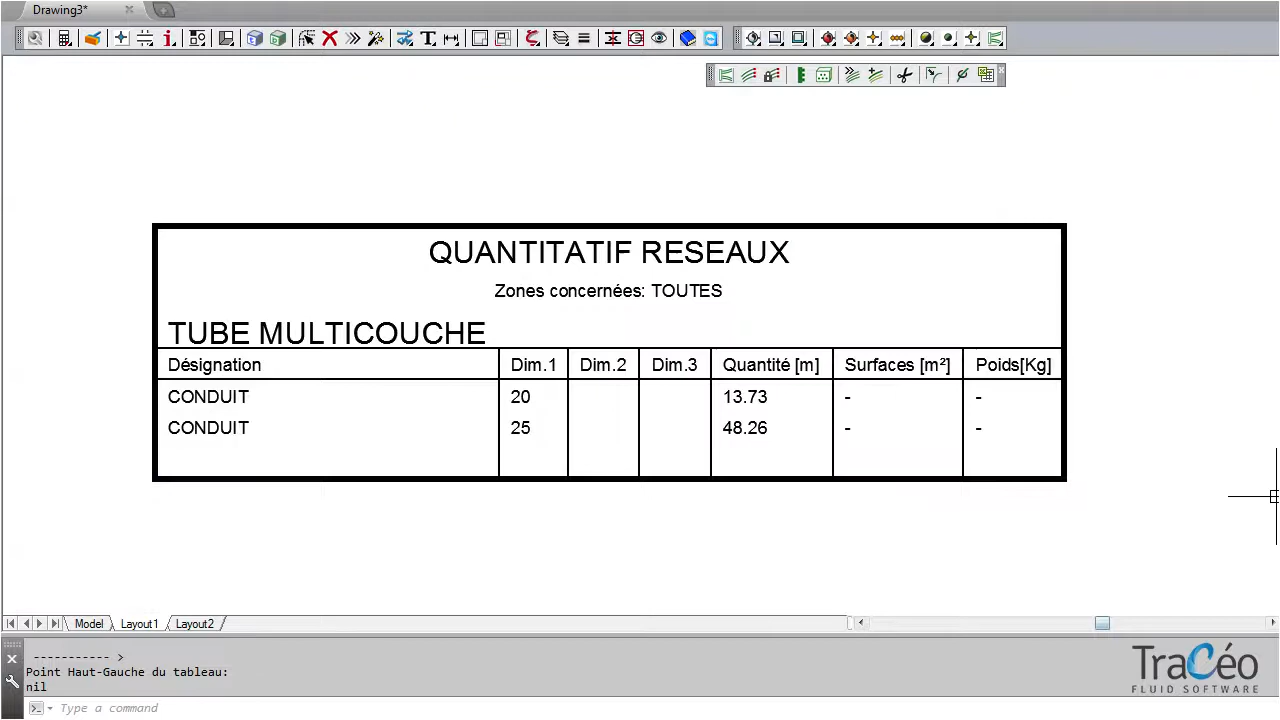 Drawing3*
QUANTITATIF RESEAUX
Zones concernées: TOUTES
TUBE MULTICOUCHE
Désignation Dim.1 Dim.2 Dim.3 Quantité [m] Surfaces [m²] Poids[Kg]
CONDUIT 20 13.73 - -
CONDUIT 25 48.26 - -
Model Layout1 Layout2
----------- >
Point Haut-Gauche du tableau:
nil
Type a command
TraCéo
FLUID SOFTWARE